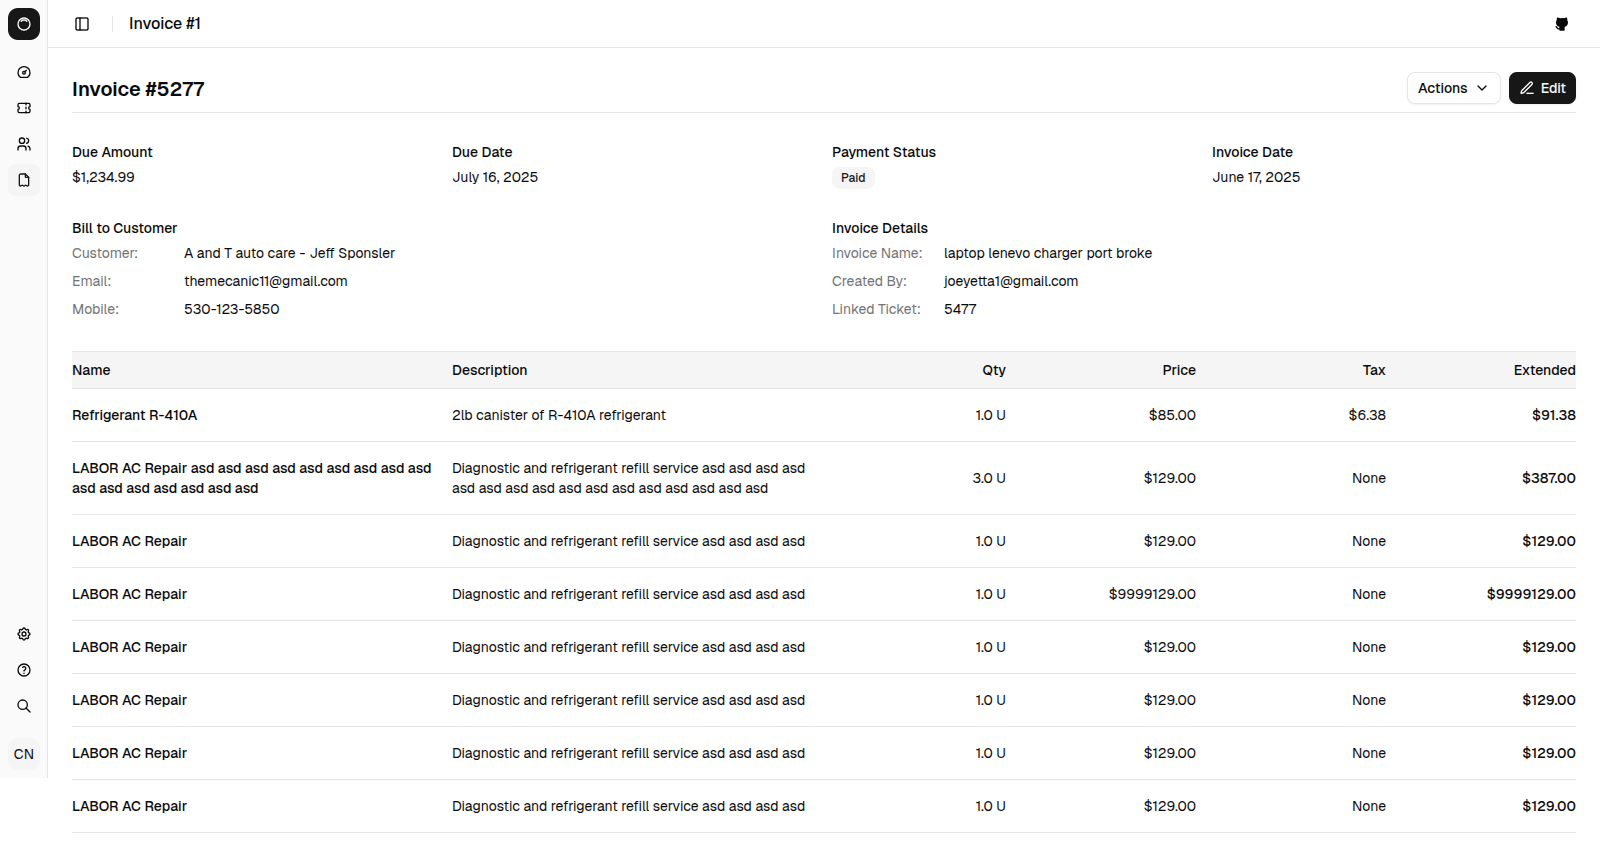 Invoice #1
Invoice #5277
Actions
Edit
Due Amount
$1,234.99
Due Date
July 16, 2025
Payment Status
Paid
Invoice Date
June 17, 2025
Bill to Customer
Customer: A and T auto care - Jeff Sponsler
Email: themecanic11@gmail.com
Mobile: 530-123-5850
Invoice Details
Invoice Name: laptop lenevo charger port broke
Created By: joeyetta1@gmail.com
Linked Ticket: 5477
Name Description Qty Price Tax Extended
Refrigerant R-410A 2lb canister of R-410A refrigerant 1.0 U $85.00 $6.38 $91.38
LABOR AC Repair asd asd asd asd asd asd asd asd asd
asd asd asd asd asd asd asd
Diagnostic and refrigerant refill service asd asd asd asd
asd asd asd asd asd asd asd asd asd asd asd asd
3.0 U $129.00 None $387.00
LABOR AC Repair Diagnostic and refrigerant refill service asd asd asd asd 1.0 U $129.00 None $129.00
LABOR AC Repair Diagnostic and refrigerant refill service asd asd asd asd 1.0 U $9999129.00 None $9999129.00
LABOR AC Repair Diagnostic and refrigerant refill service asd asd asd asd 1.0 U $129.00 None $129.00
LABOR AC Repair Diagnostic and refrigerant refill service asd asd asd asd 1.0 U $129.00 None $129.00
LABOR AC Repair Diagnostic and refrigerant refill service asd asd asd asd 1.0 U $129.00 None $129.00
LABOR AC Repair Diagnostic and refrigerant refill service asd asd asd asd 1.0 U $129.00 None $129.00
CN